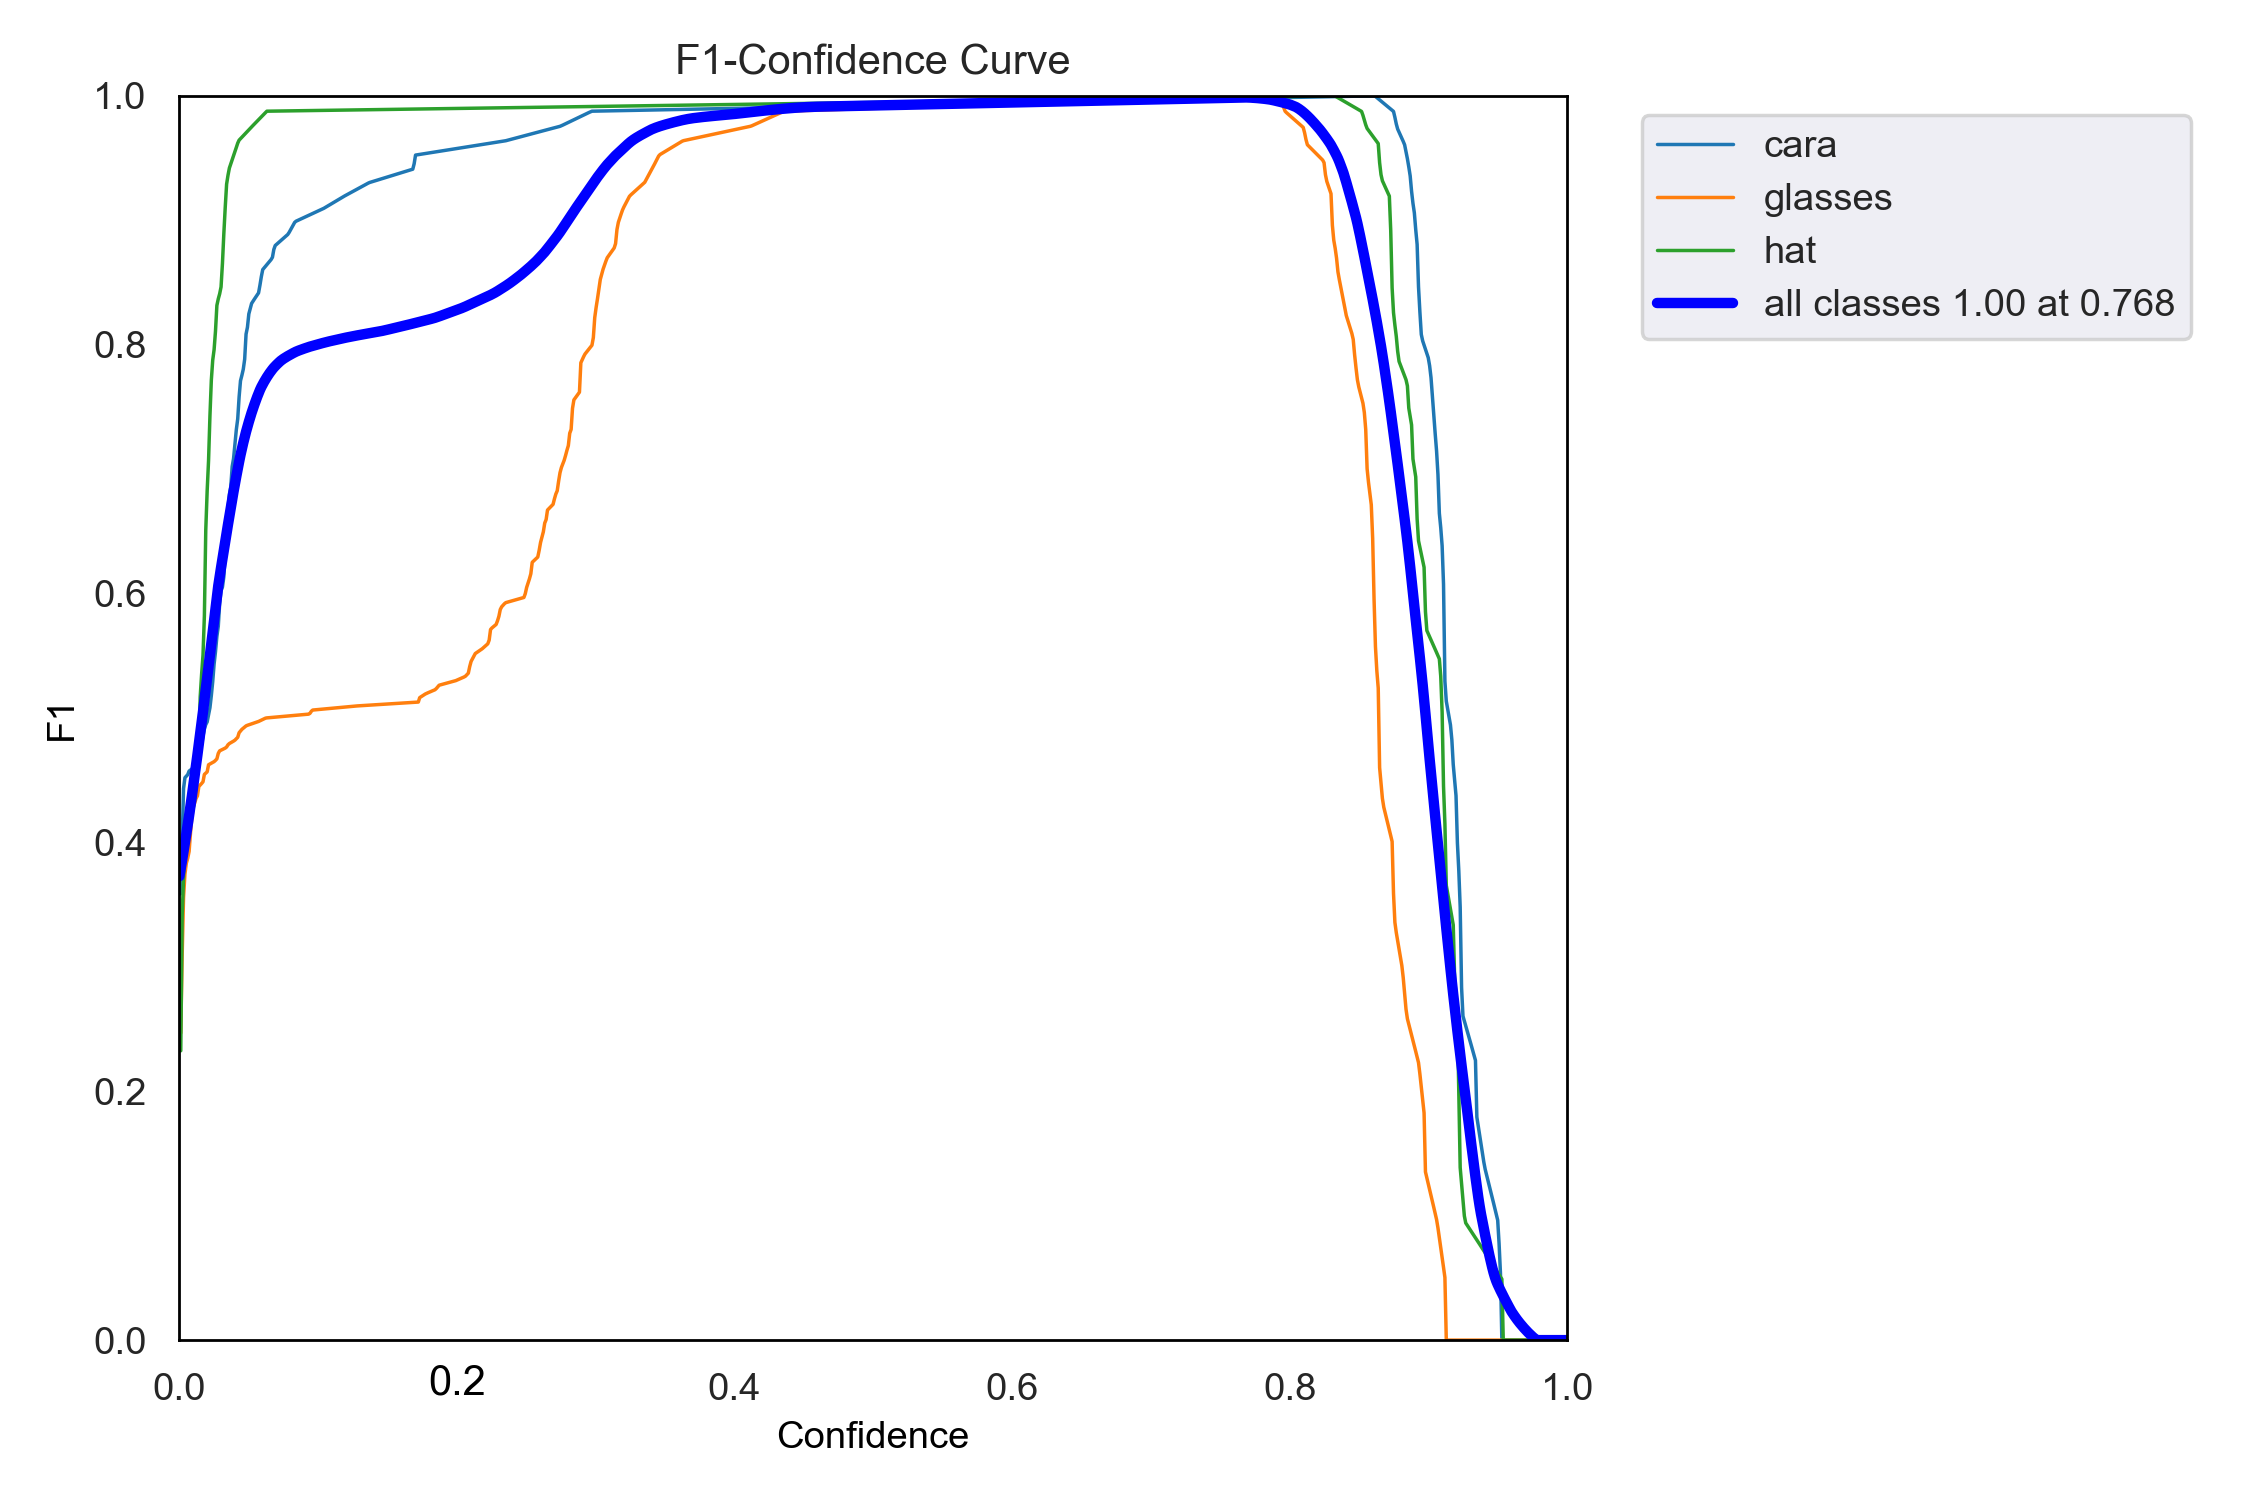 F1-Confidence Curve
1.0
0.8
0.6
0.4
0.2
0.0
F1
0.0 0.2 0.4 0.6 0.8 1.0
Confidence
cara
glasses
hat
all classes 1.00 at 0.768